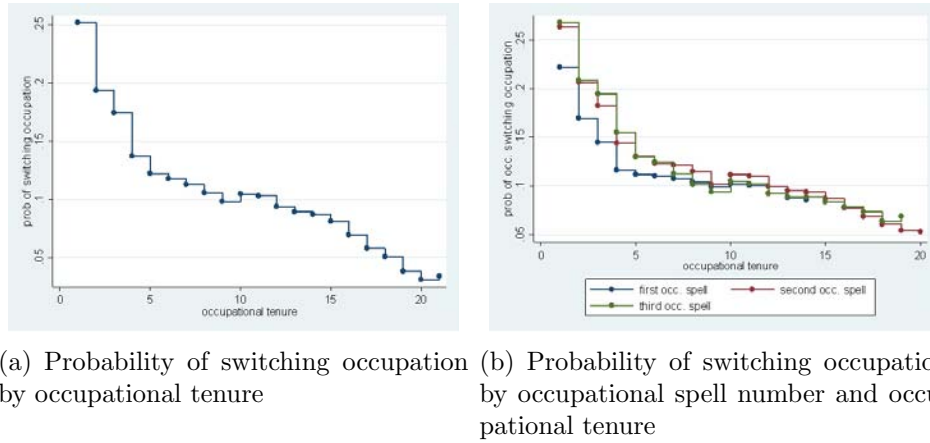 prob of switching occupation
.25
.2
.15
.1
.05
0
5
10
15
20
occupational tenure
prob of occ. switching occupation
.25
.2
.15
.1
.05
0
5
10
15
20
occupational tenure
first occ. spell
second occ. spell
third occ. spell
(a) Probability of switching occupation
by occupational tenure
(b) Probability of switching occupatio
by occupational spell number and occu
pational tenure